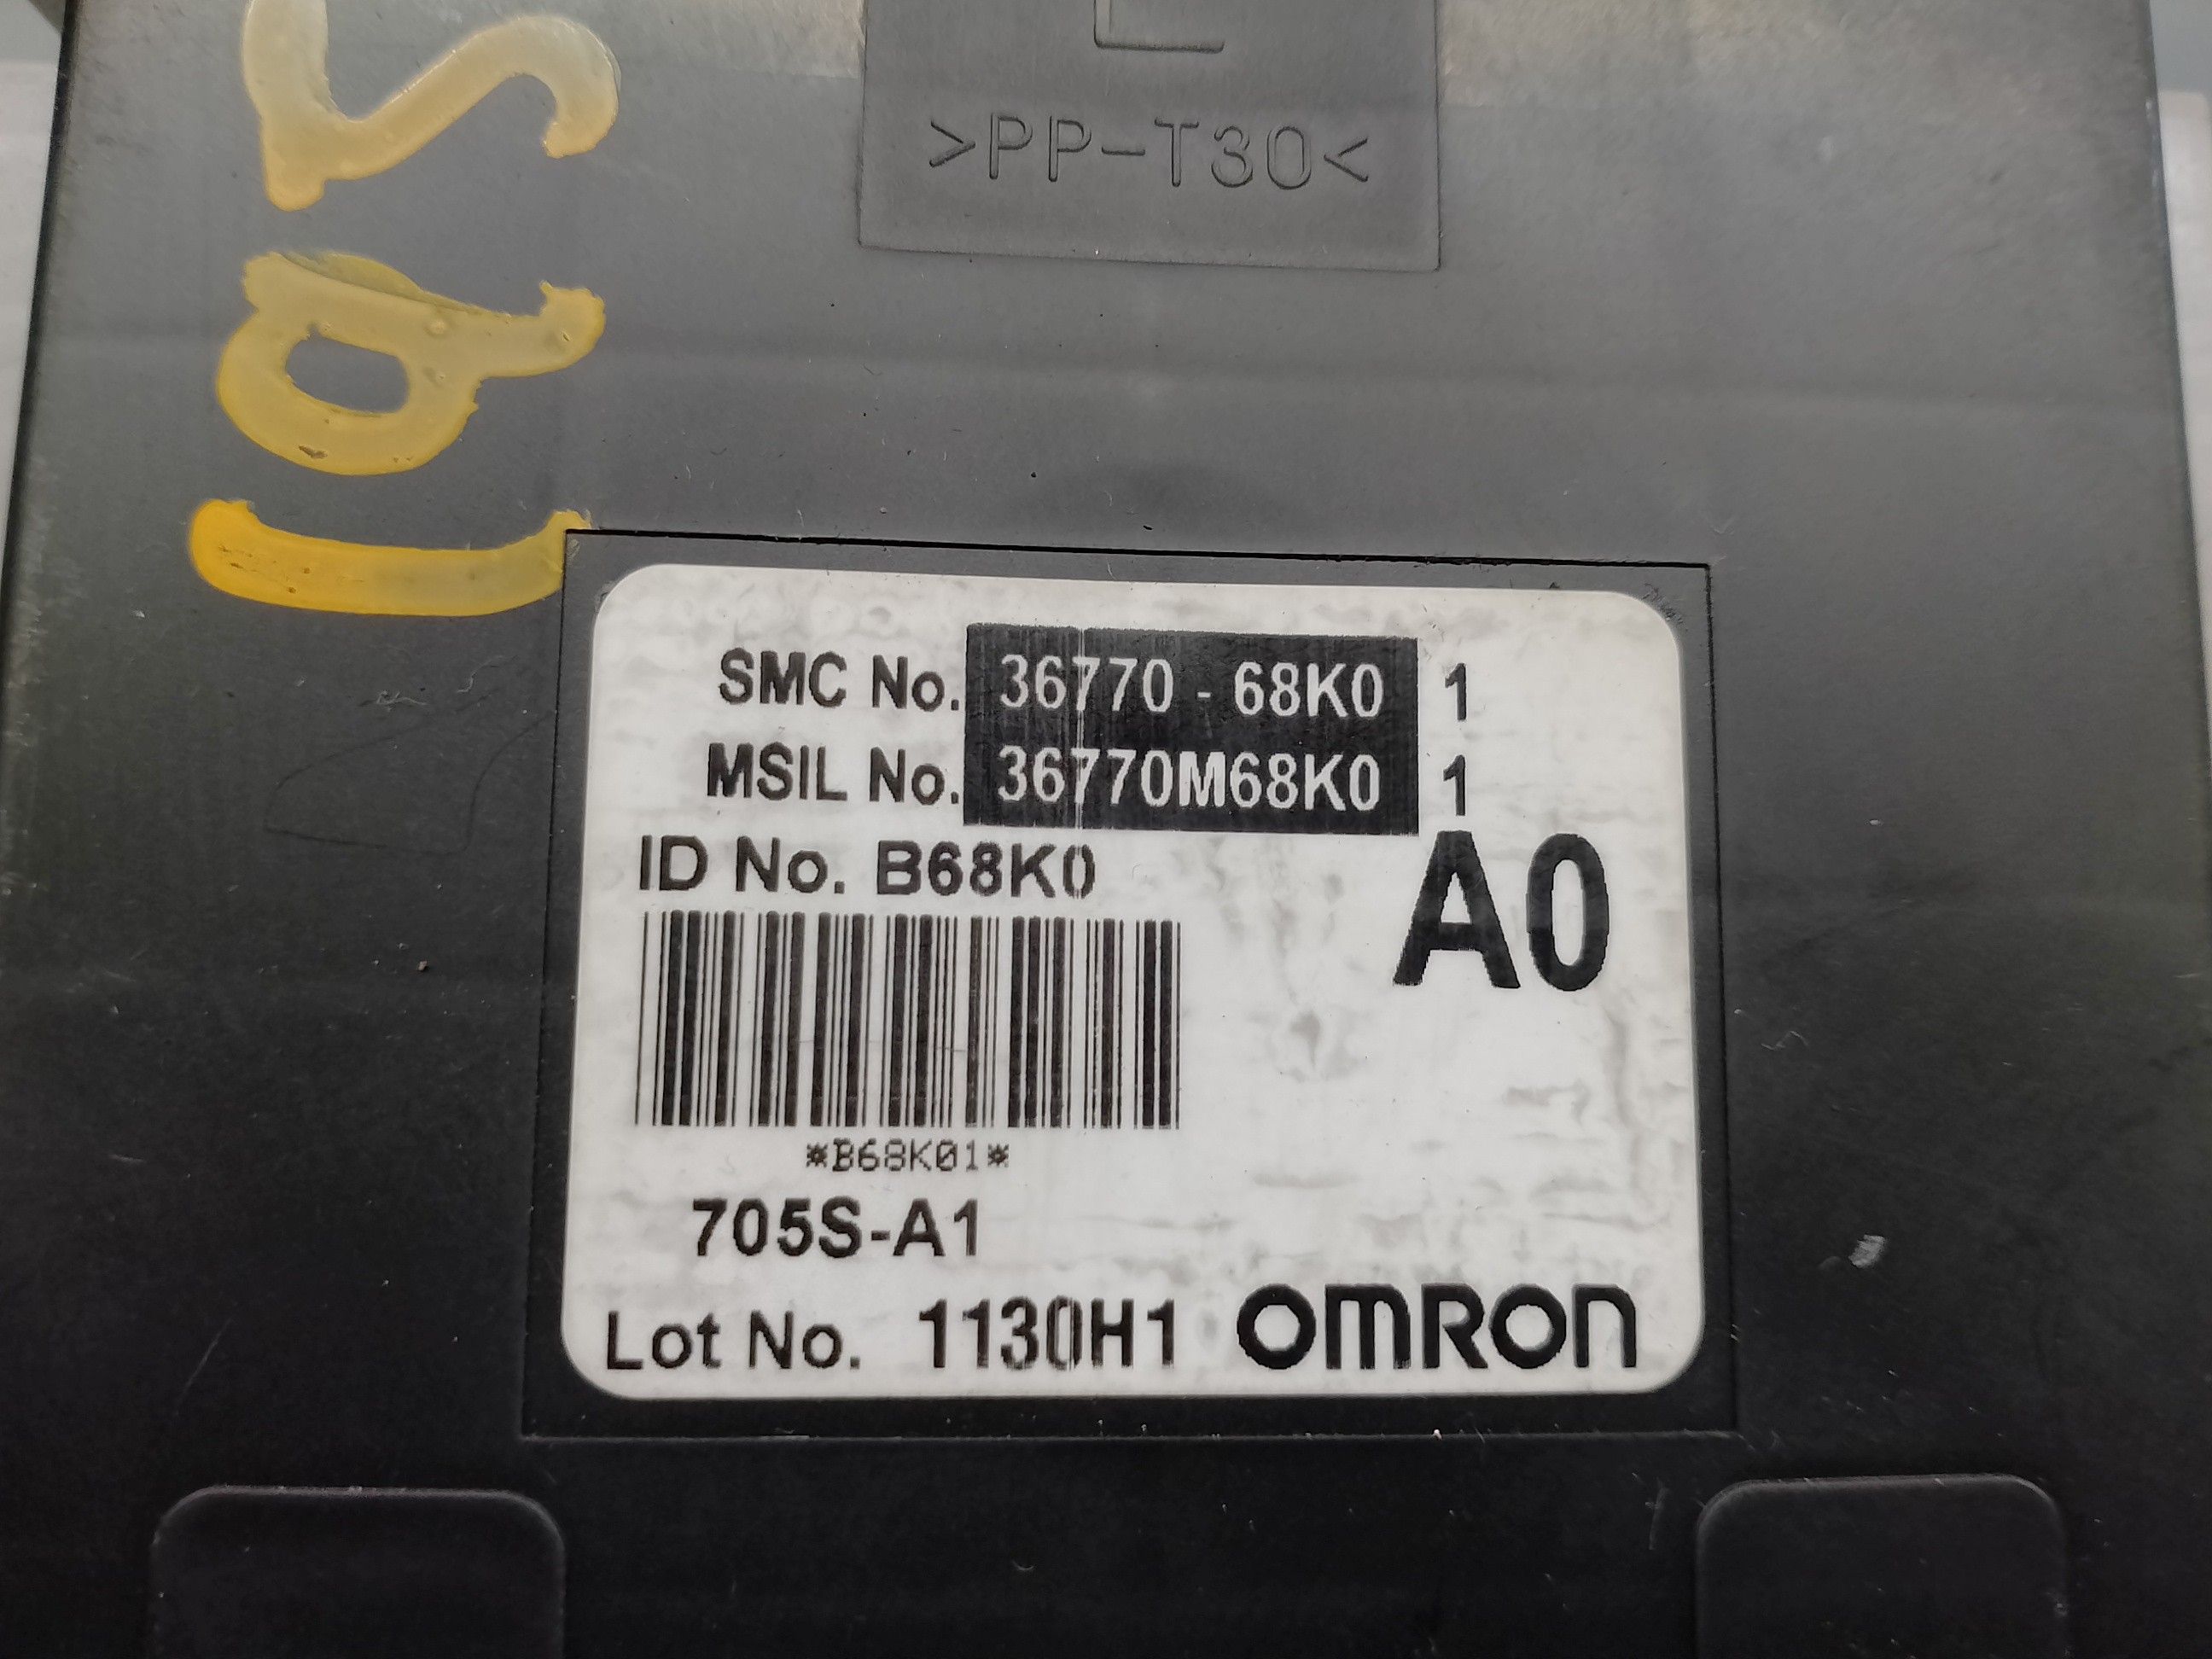 >PP-T30<
SMC No. 36770 - 68K0 1
MSIL No. 36770M68K0 1
ID No. B68K0
A0
*B68K01*
705S-A1
Lot No. 1130H1 OMRON